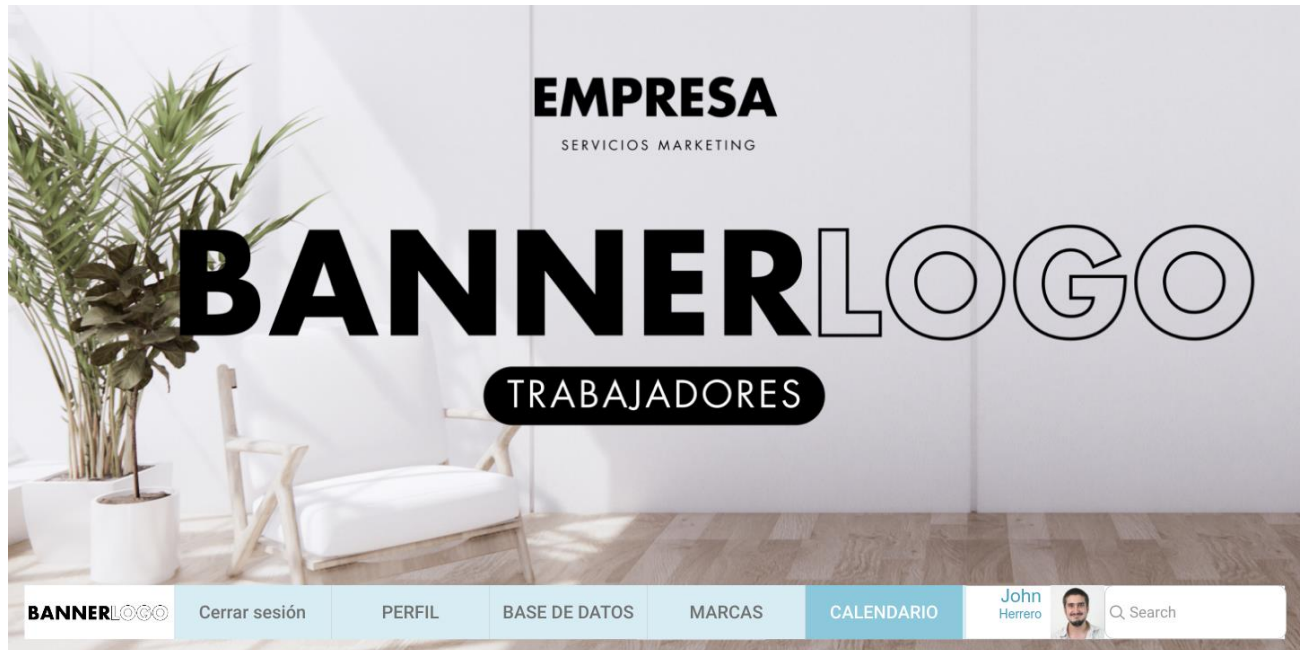 EMPRESA
SERVICIOS MARKETING
BANNERLOGO
TRABAJADORES
BANNERLOGO Cerrar sesión PERFIL BASE DE DATOS MARCAS CALENDARIO John Herrero Search